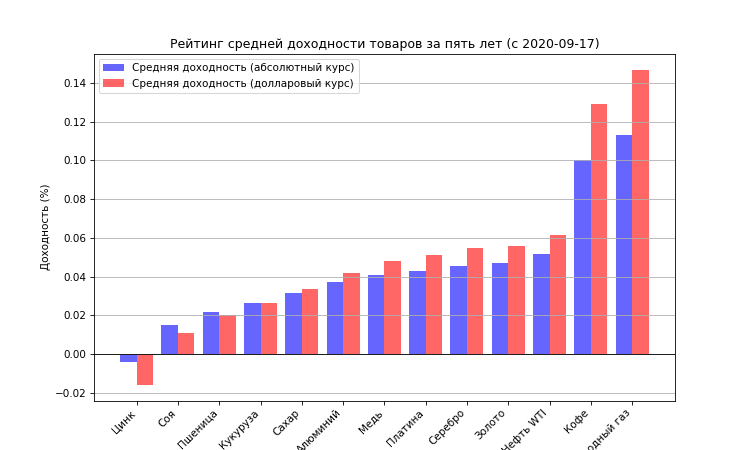 Рейтинг средней доходности товаров за пять лет (с 2020-09-17)
Средняя доходность (абсолютный курс)
Средняя доходность (долларовый курс)
Доходность (%)
0.14
0.12
0.10
0.08
0.06
0.04
0.02
0.00
−0.02
Цинк
Соя
Пшеница
Кукуруза
Сахар
Алюминий
Медь
Платина
Серебро
Золото
Нефть WTI
Кофе
газ